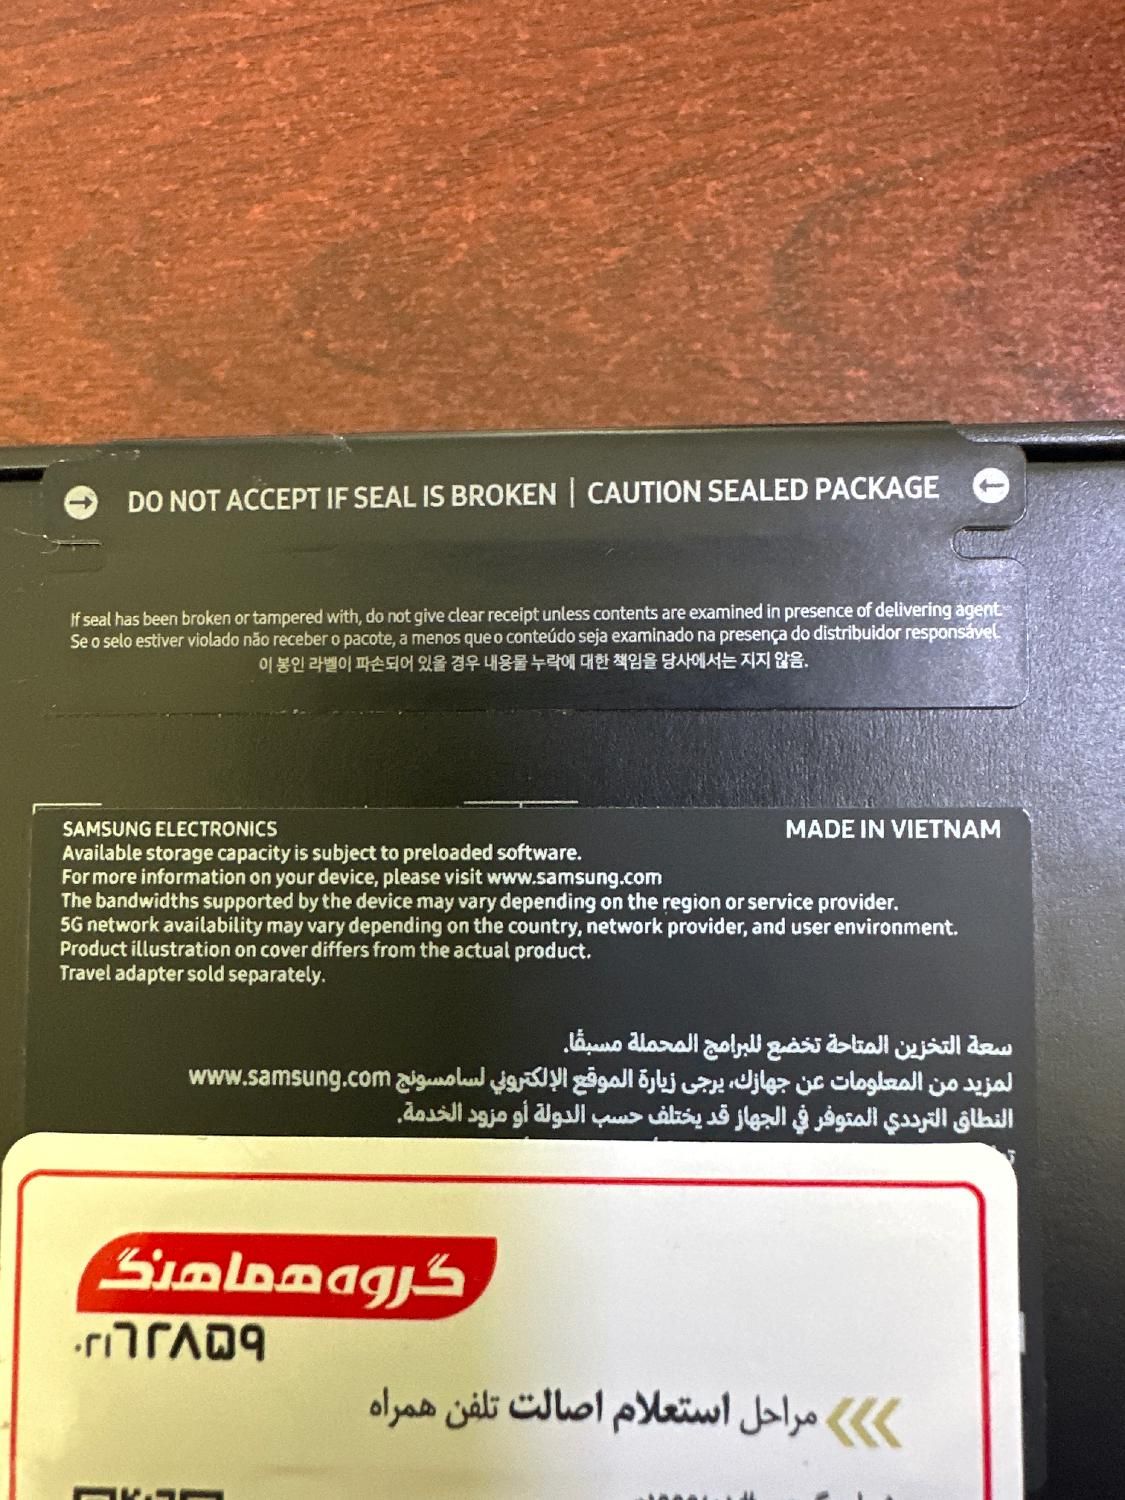 DO NOT ACCEPT IF SEAL IS BROKEN | CAUTION SEALED PACKAGE
If seal has been broken or tampered with, do not give clear receipt unless contents are examined in presence of delivering agent.
Se o selo estiver violado não receber o pacote, a menos que o conteúdo seja examinado na presença do distribuidor responsável.
이 봉인 라벨이 파손되어 있을 경우 내용물 누락에 대한 책임을 당사에서는 지지 않음.
SAMSUNG ELECTRONICS
MADE IN VIETNAM
Available storage capacity is subject to preloaded software.
For more information on your device, please visit www.samsung.com
The bandwidths supported by the device may vary depending on the region or service provider.
5G network availability may vary depending on the country, network provider, and user environment.
Product illustration on cover differs from the actual product.
Travel adapter sold separately.
سعة التخزين المتاحة تخضع للبرامج المحملة مسبقًا.
لمزيد من المعلومات عن جهازك، يرجى زيارة الموقع الإلكتروني لسامسونج www.samsung.com
النطاق الترددي المتوفر في الجهاز قد يختلف حسب الدولة أو مزود الخدمة.
گروه هماهنگ
۰۲۱۶۲۸۵۹
مراحل استعلام اصالت تلفن همراه